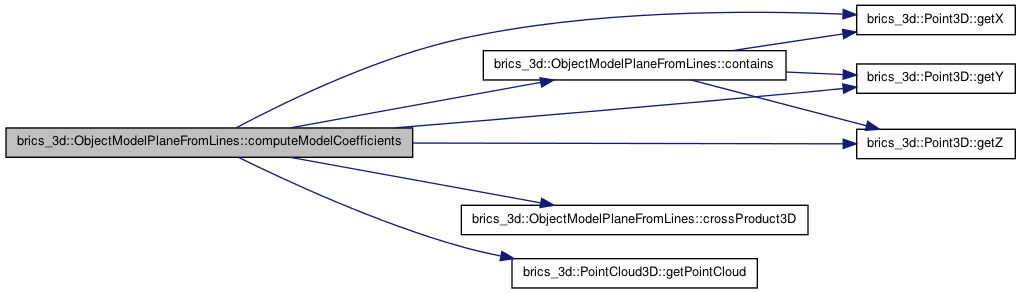 brics_3d::Point3D::getX
brics_3d::ObjectModelPlaneFromLines::contains
brics_3d::Point3D::getY
brics_3d::ObjectModelPlaneFromLines::computeModelCoefficients
brics_3d::Point3D::getZ
brics_3d::ObjectModelPlaneFromLines::crossProduct3D
brics_3d::PointCloud3D::getPointCloud